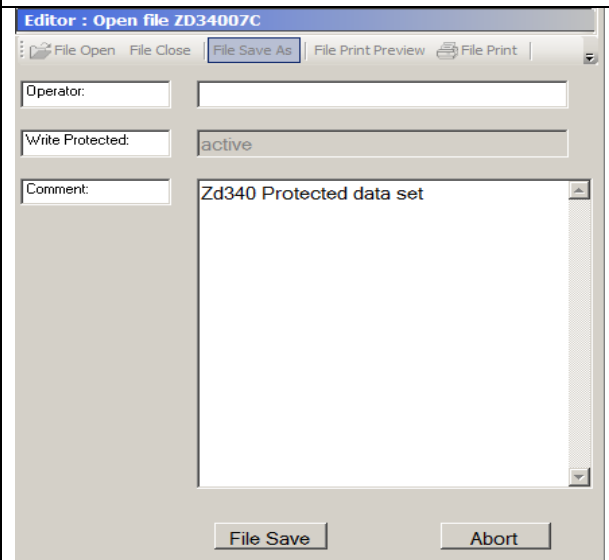 Editor : Open file ZD34007C
File Open File Close File Save As File Print Preview File Print
Operator:
Write Protected: active
Comment: Zd340 Protected data set
File Save Abort